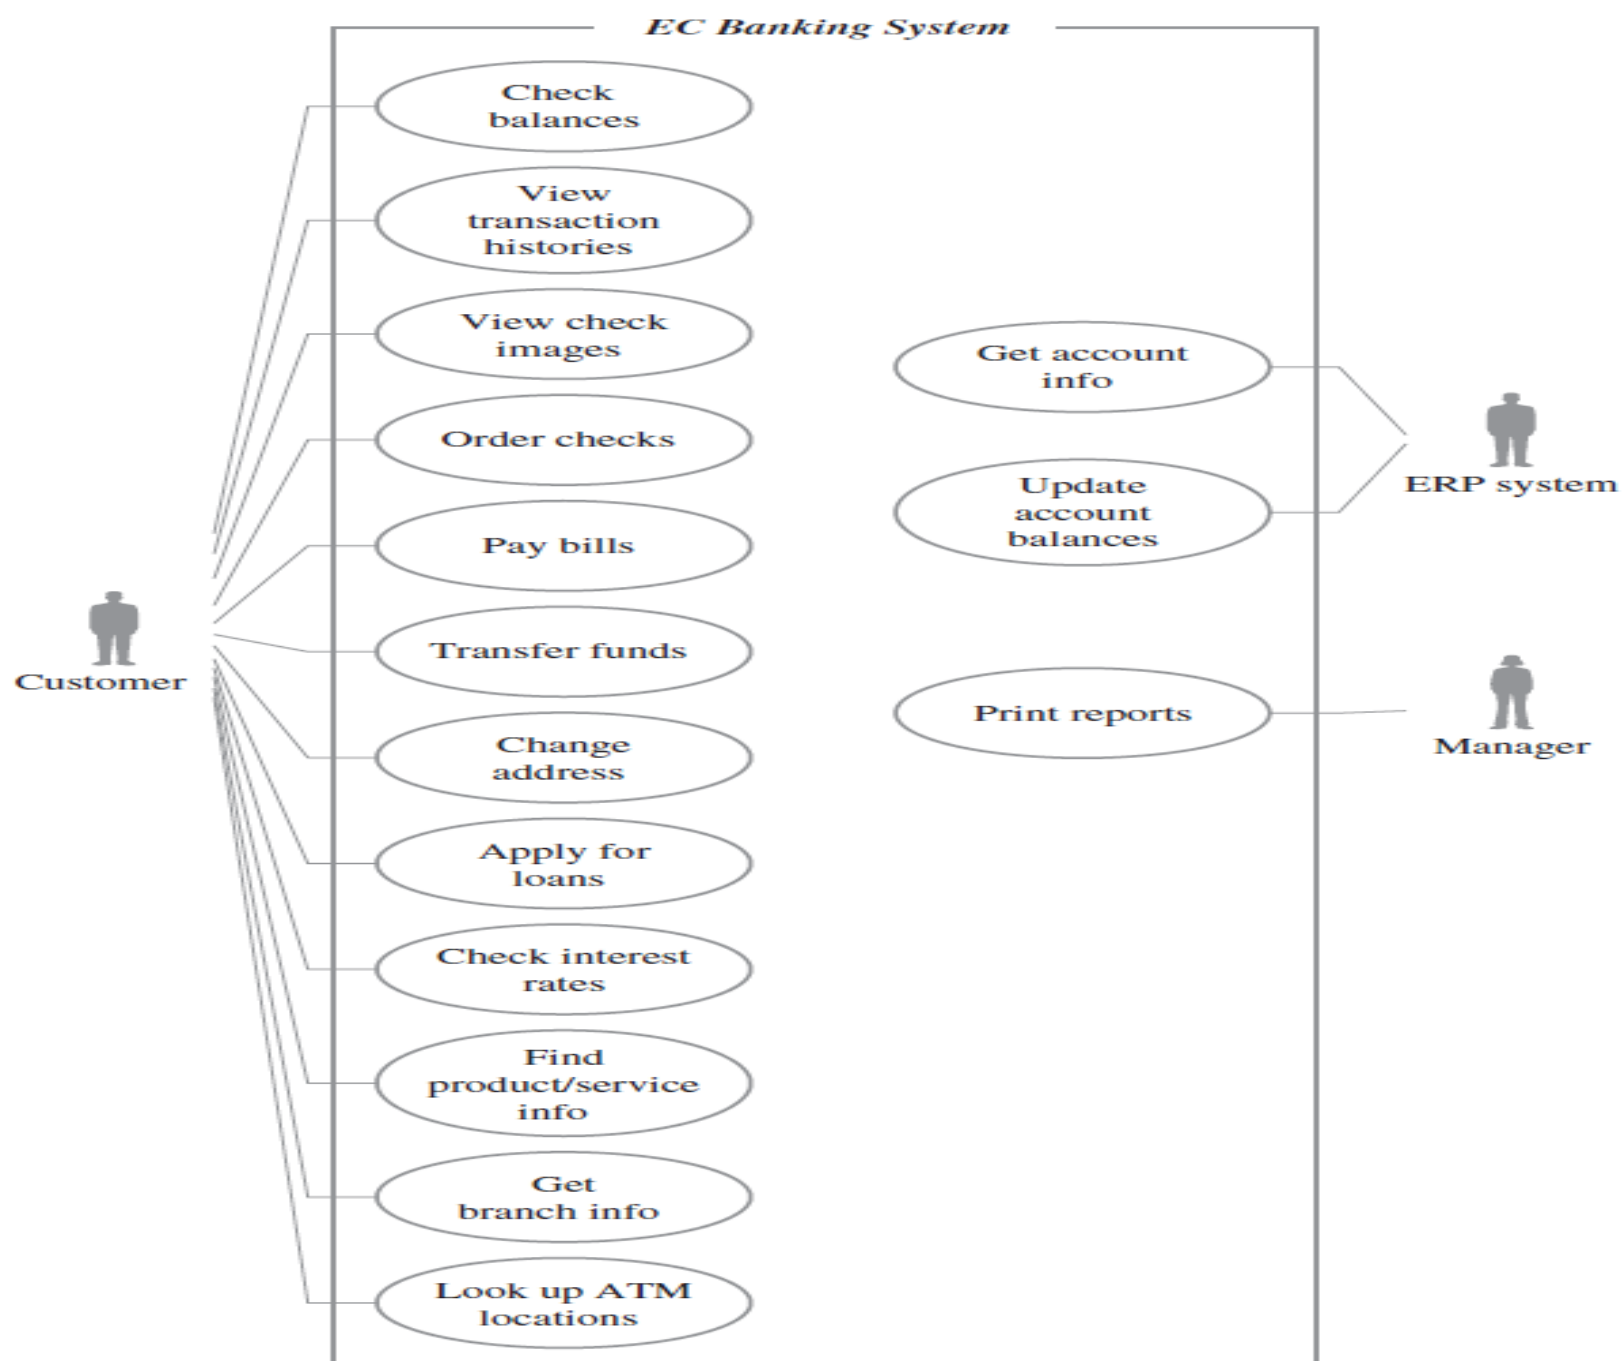 EC Banking System
Check
balances
View
transaction
histories
View check
images
Order checks
Pay bills
Transfer funds
Change
address
Apply for
loans
Check interest
rates
Find
product/service
info
Get
branch info
Look up ATM
locations
Customer
Get account
info
Update
account
balances
Print reports
ERP system
Manager